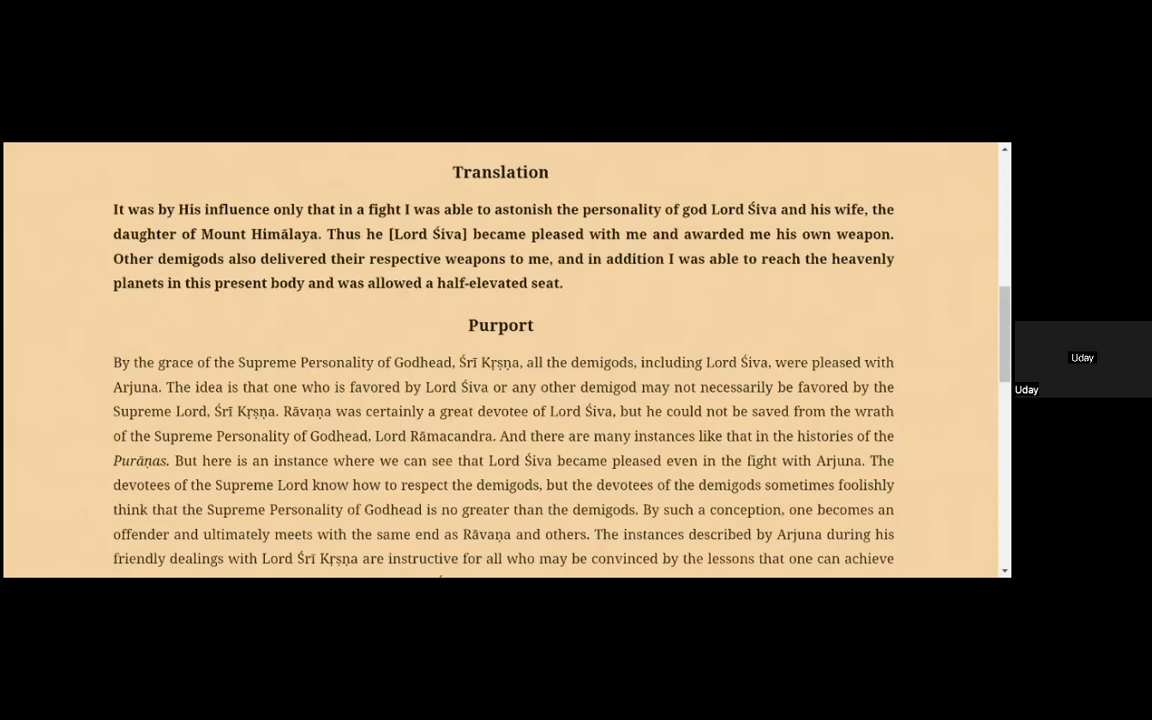 Translation
It was by His influence only that in a fight I was able to astonish the personality of god Lord Śiva and his wife, the
daughter of Mount Himālaya. Thus he [Lord Śiva] became pleased with me and awarded me his own weapon.
Other demigods also delivered their respective weapons to me, and in addition I was able to reach the heavenly
planets in this present body and was allowed a half-elevated seat.
Purport
By the grace of the Supreme Personality of Godhead, Śrī Kṛṣṇa, all the demigods, including Lord Śiva, were pleased with
Arjuna. The idea is that one who is favored by Lord Śiva or any other demigod may not necessarily be favored by the
Supreme Lord, Śrī Kṛṣṇa. Rāvaṇa was certainly a great devotee of Lord Śiva, but he could not be saved from the wrath
of the Supreme Personality of Godhead, Lord Rāmacandra. And there are many instances like that in the histories of the
Purāṇas. But here is an instance where we can see that Lord Śiva became pleased even in the fight with Arjuna. The
devotees of the Supreme Lord know how to respect the demigods, but the devotees of the demigods sometimes foolishly
think that the Supreme Personality of Godhead is no greater than the demigods. By such a conception, one becomes an
offender and ultimately meets with the same end as Rāvaṇa and others. The instances described by Arjuna during his
friendly dealings with Lord Śrī Kṛṣṇa are instructive for all who may be convinced by the lessons that one can achieve
Uday
Uday